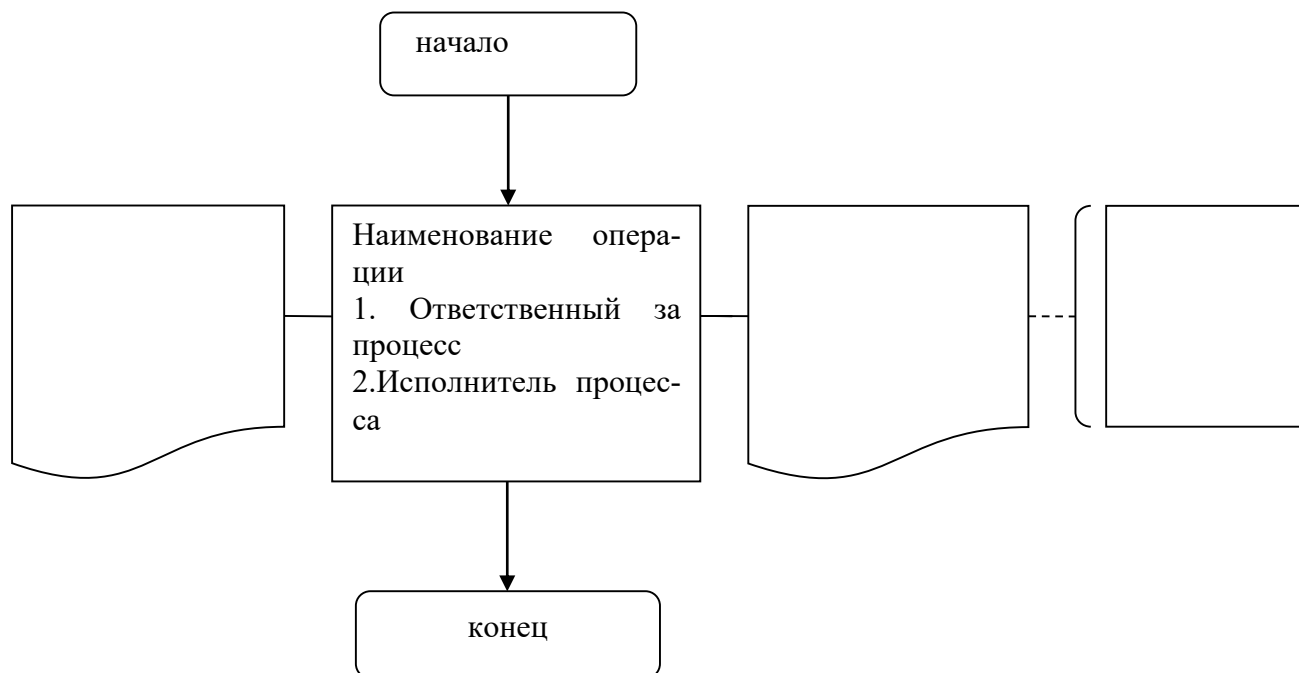 начало
Наименование опера-
ции
1. Ответственный за
процесс
2.Исполнитель процес-
са
конец